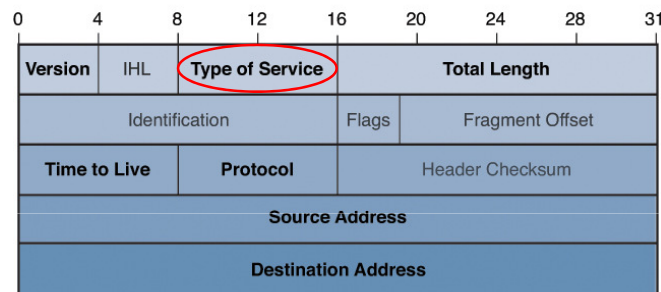 0 4 8 12 16 20 24 28 31
Version IHL Type of Service Total Length
Identification Flags Fragment Offset
Time to Live Protocol Header Checksum
Source Address
Destination Address